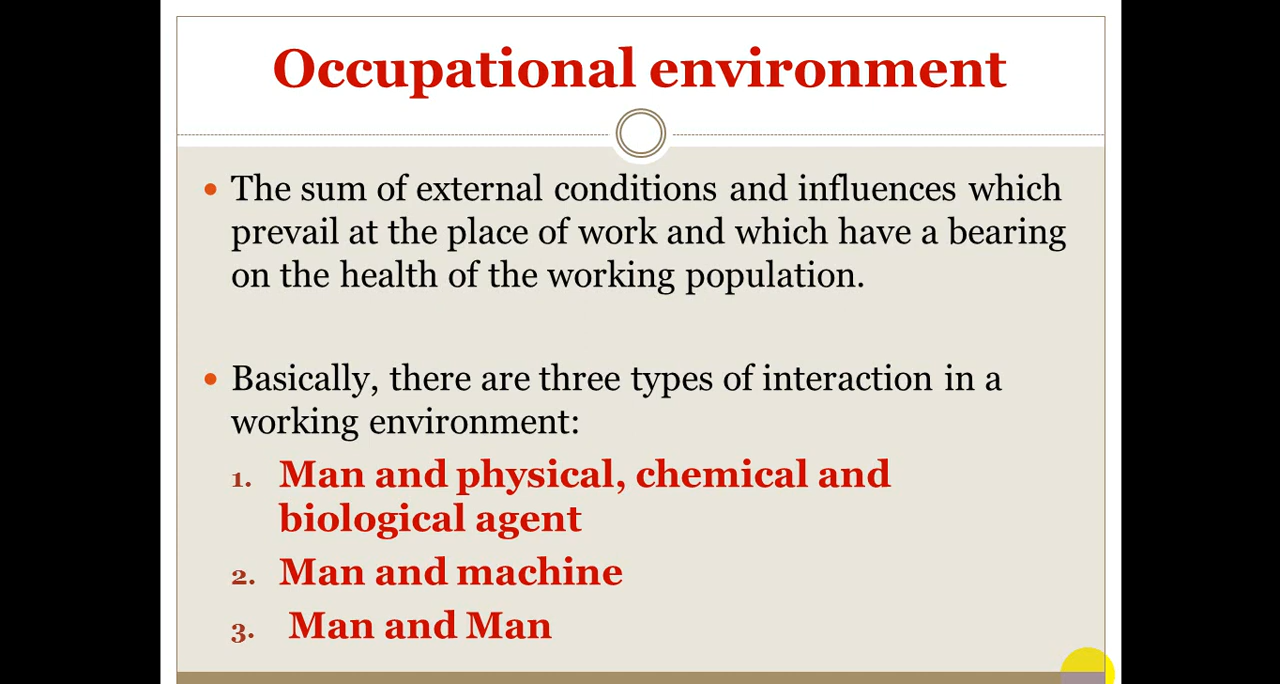 Occupational environment
• The sum of external conditions and influences which
prevail at the place of work and which have a bearing
on the health of the working population.
• Basically, there are three types of interaction in a
working environment:
1. Man and physical, chemical and
biological agent
2. Man and machine
3. Man and Man